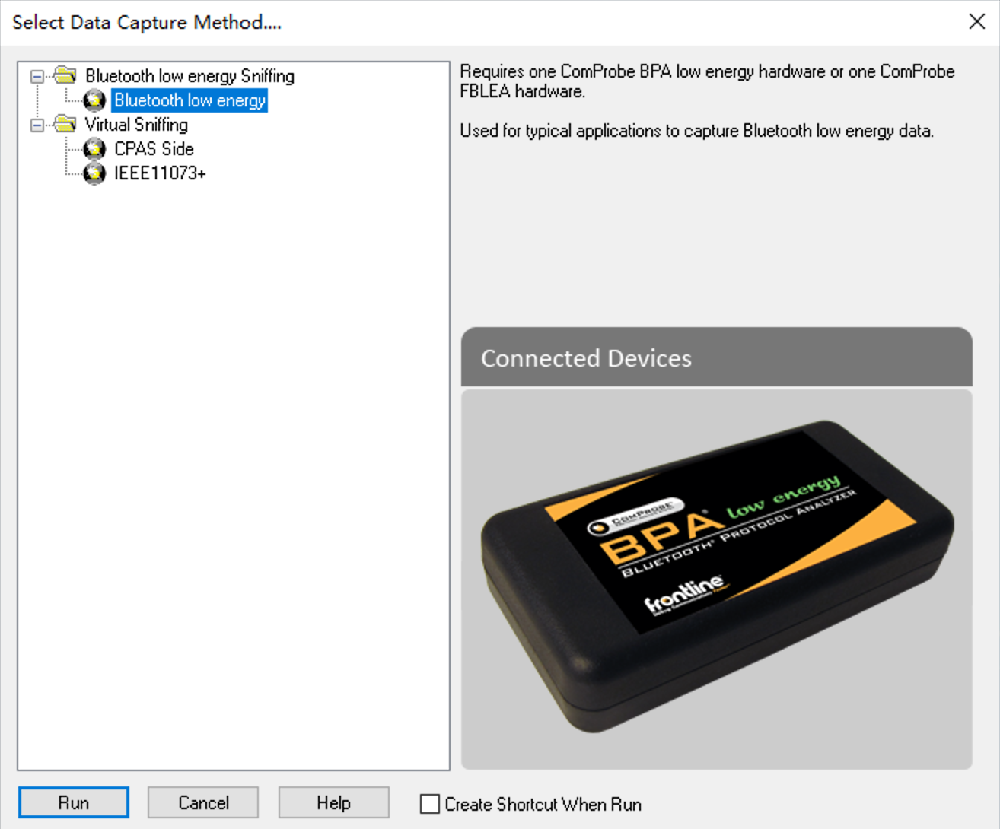 Select Data Capture Method....
Bluetooth low energy Sniffing
Bluetooth low energy
Virtual Sniffing
CPAS Side
IEEE11073+
Requires one ComProbe BPA low energy hardware or one ComProbe
FBLEA hardware.
Used for typical applications to capture Bluetooth low energy data.
Connected Devices
COMPROBE
BPA® low energy
BLUETOOTH® PROTOCOL ANALYZER
frontline
Run
Cancel
Help
Create Shortcut When Run